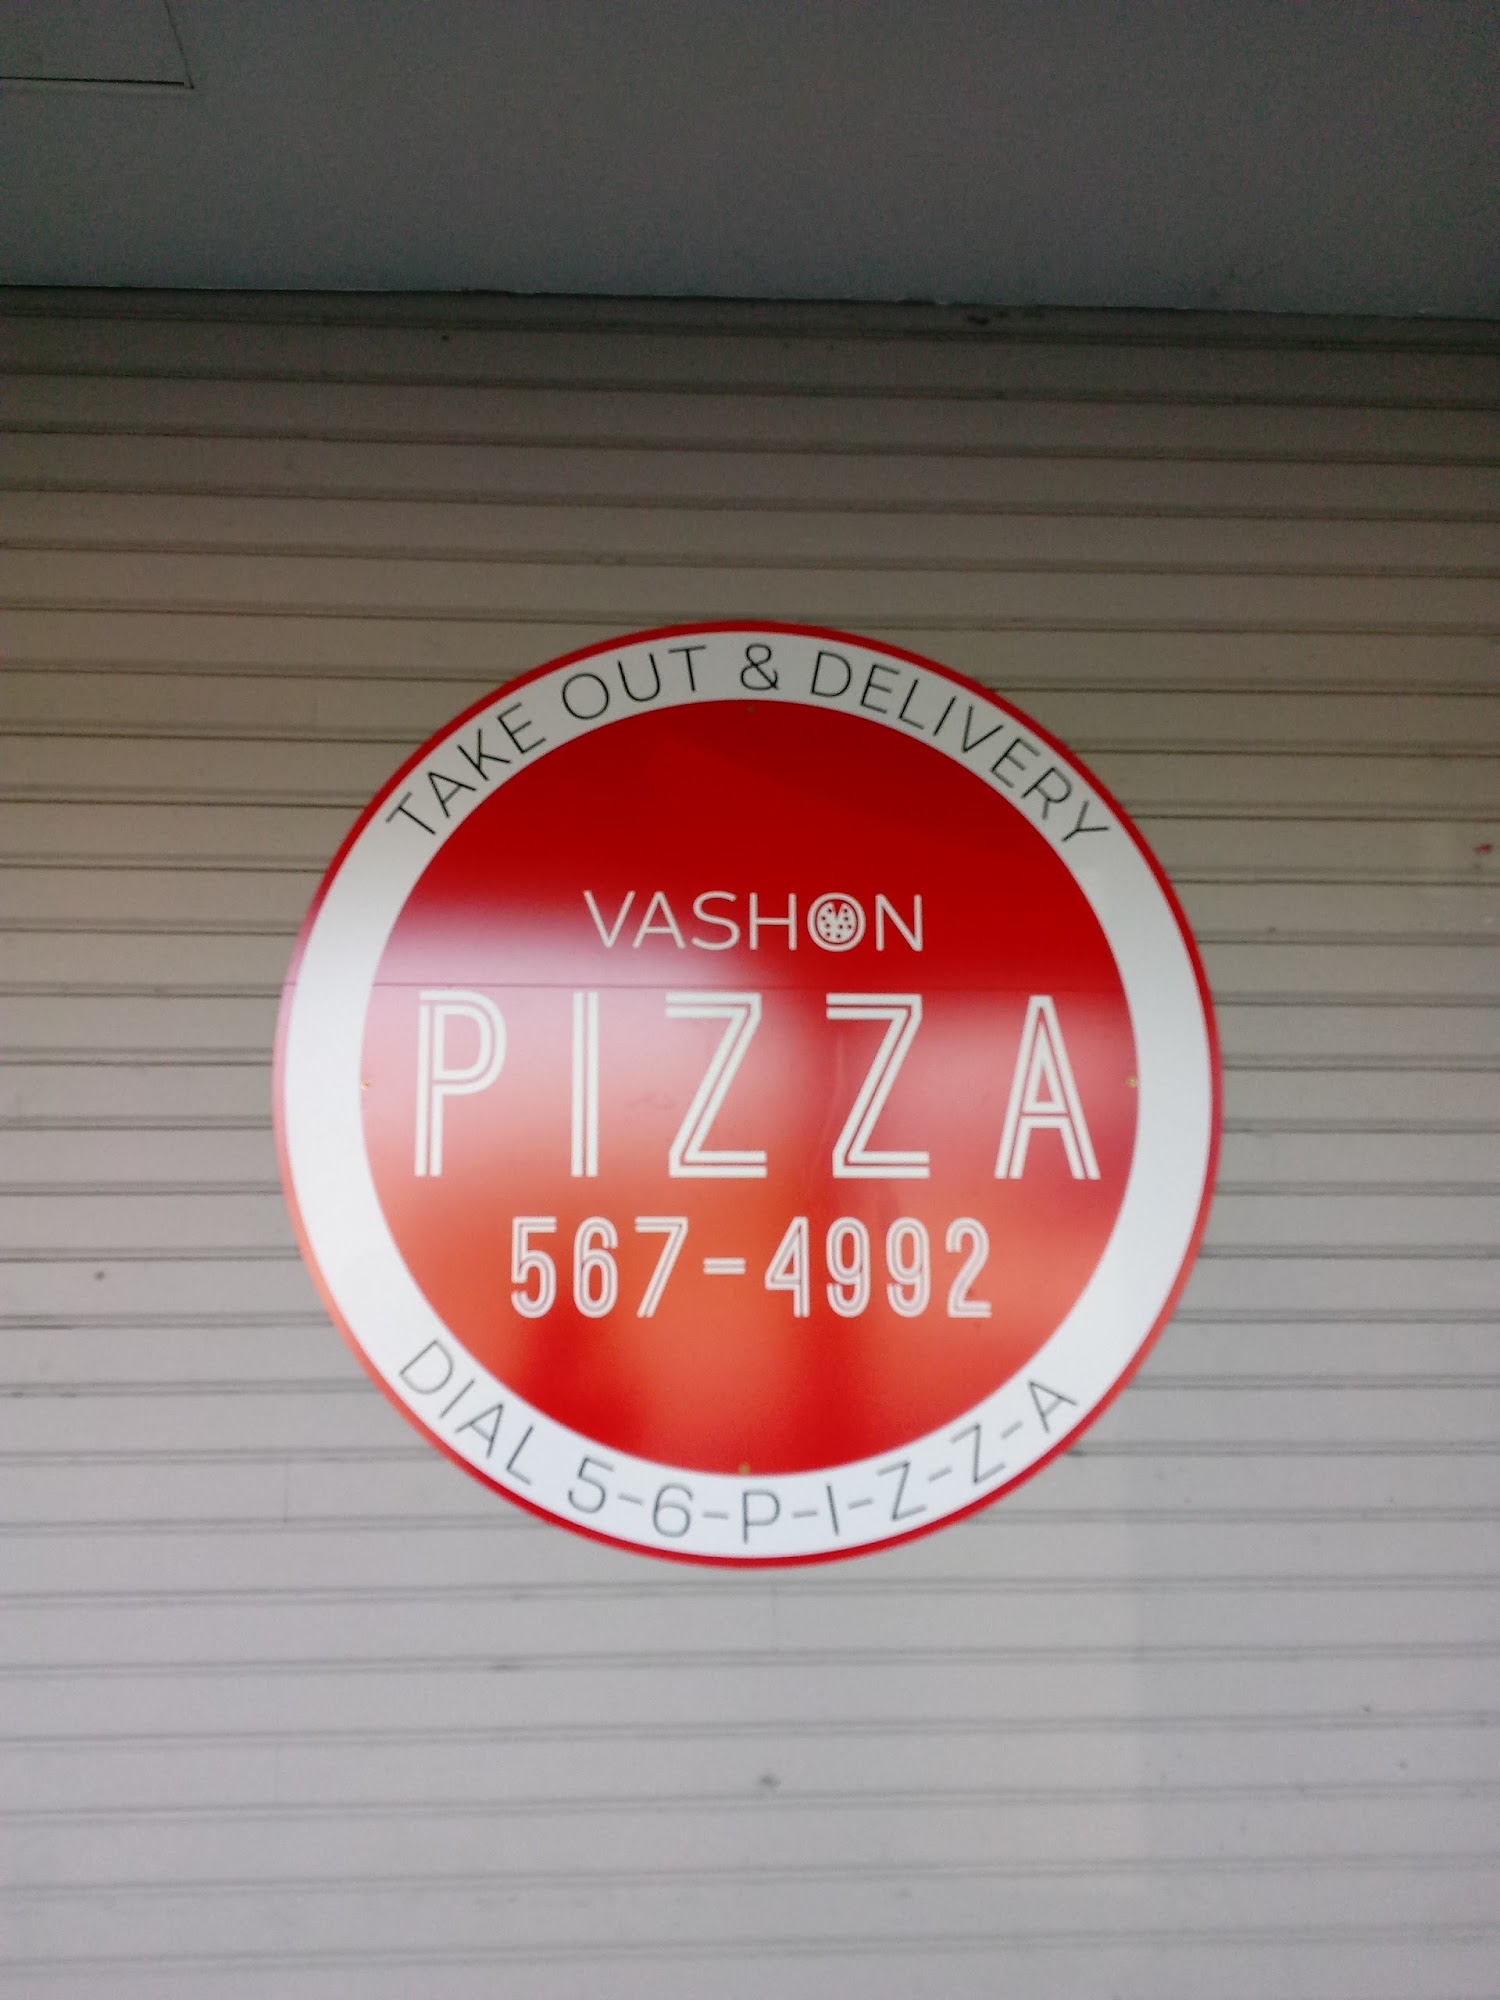 TAKE OUT & DELIVERY
VASHON
PIZZA
567-4992
DIAL 5-6-P-I-Z-Z-A